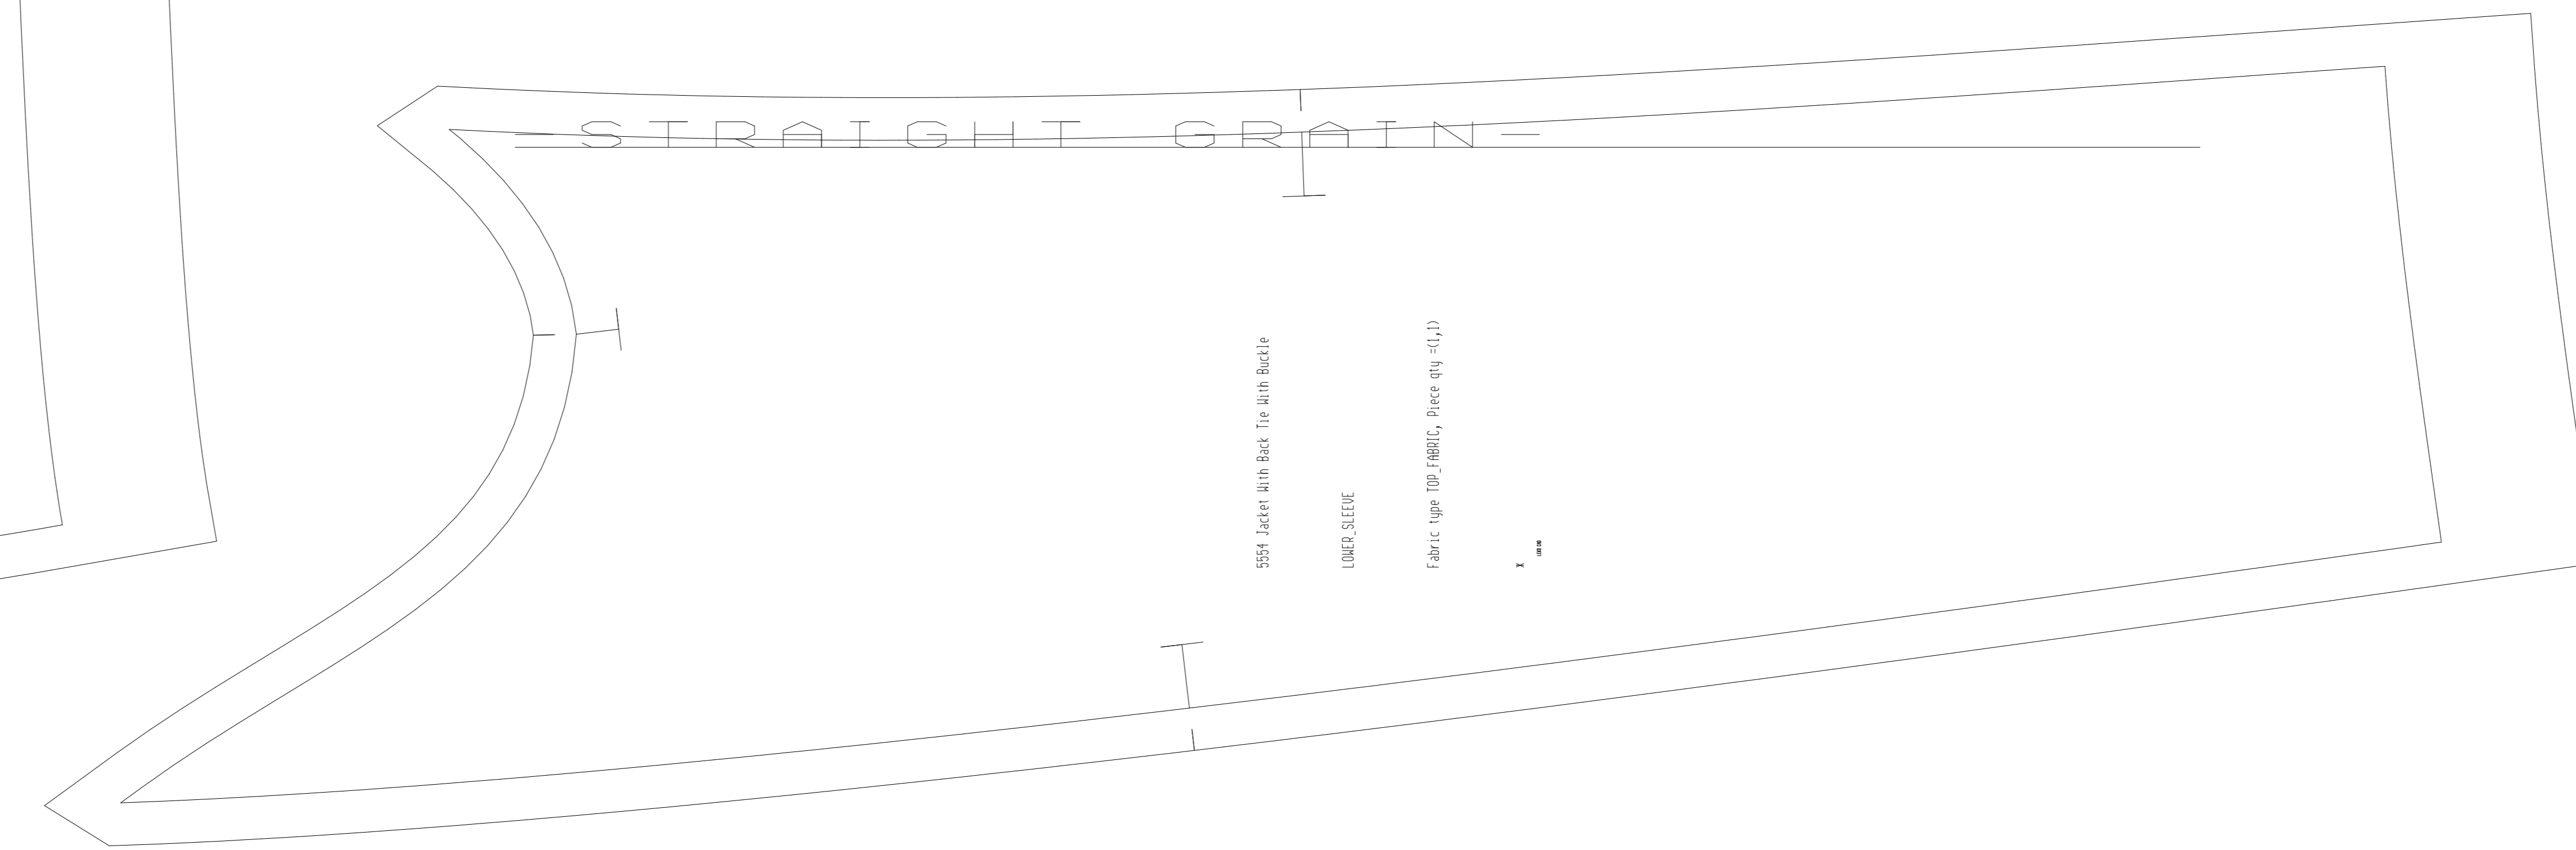 -STRAIGHT GRAIN-
5554 Jacket With Back Tie With Buckle
LOWER_SLEEVE
Fabric type TOP_FABRIC, Piece qty =(1,1)
X